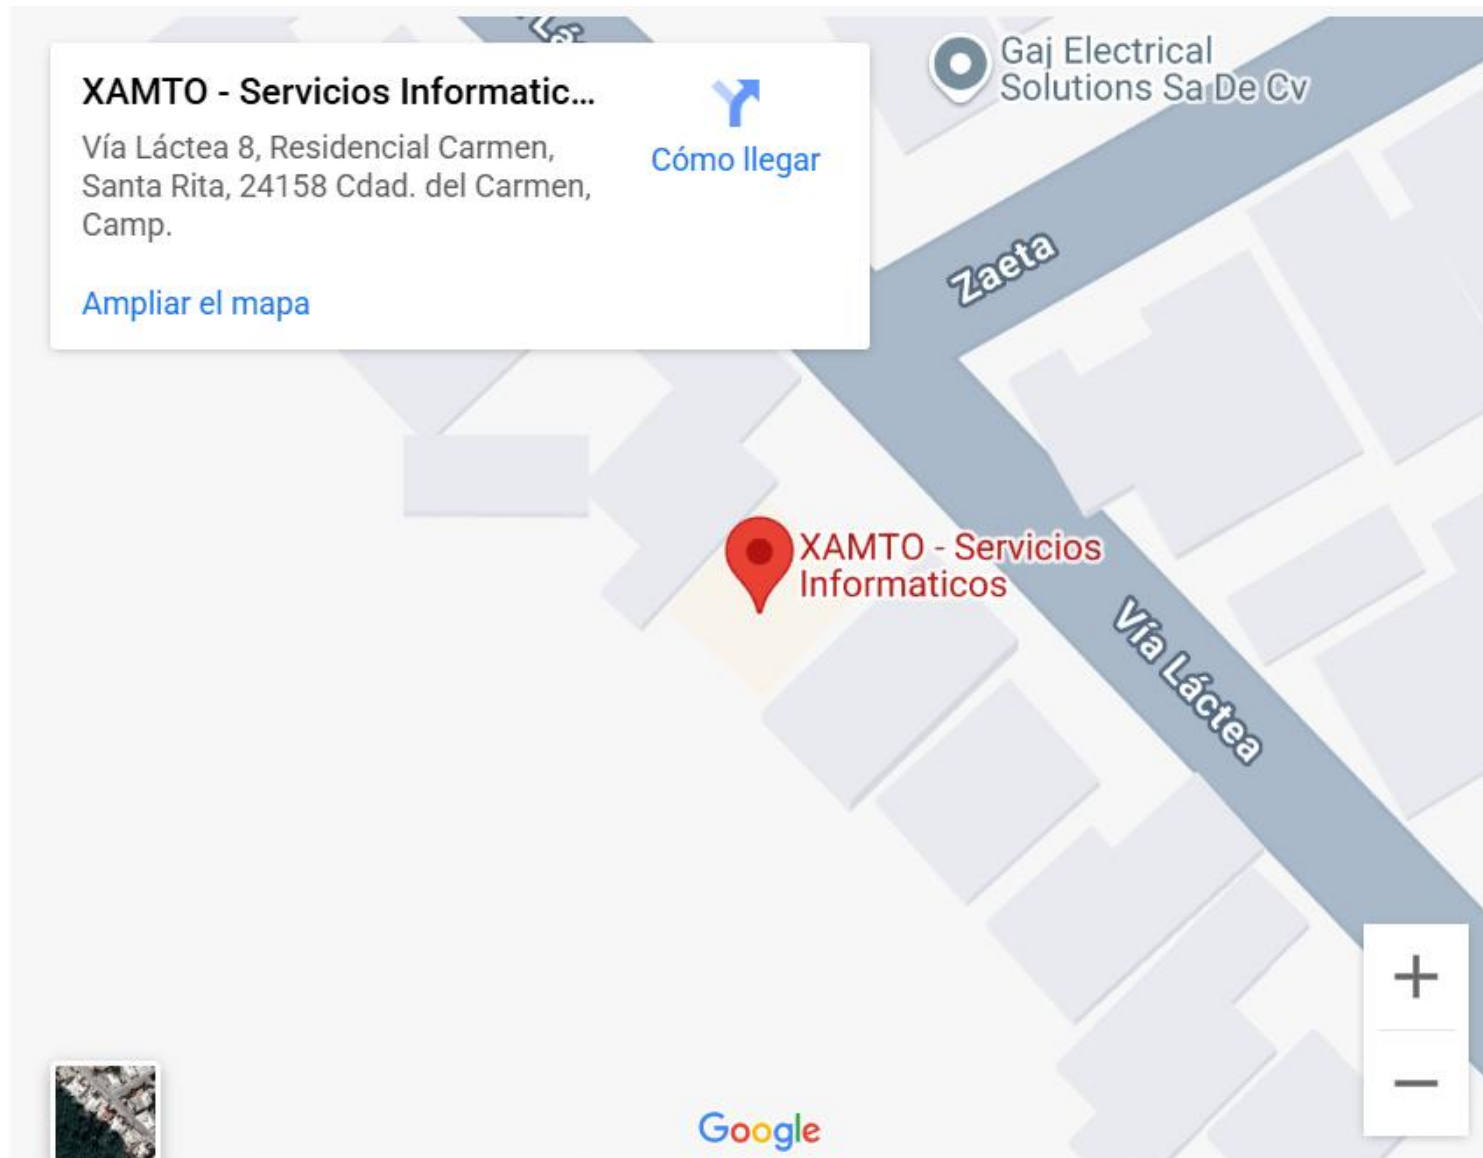 XAMTO - Servicios Informatic...
Vía Láctea 8, Residencial Carmen,
Santa Rita, 24158 Cdad. del Carmen,
Camp.
Cómo llegar
Ampliar el mapa
Gaj Electrical
Solutions Sa De Cv
Zaeta
XAMTO - Servicios
Informaticos
Vía Láctea
+
−
Google